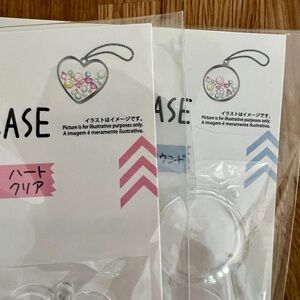 ASE
イラストはイメージです。
Picture is for illustrative purposes only.
A imagem é meramente ilustrativa.
ハート
クリア
ASE
イラストはイメージです。
Picture is for illustrative purposes only.
A imagem é meramente ilustrativa.
ウンド